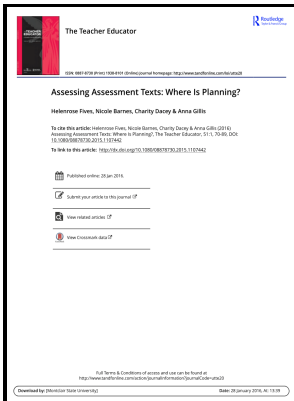 Routledge
The Teacher Educator
ISSN: 0887-8730 (Print) 1938-8101 (Online) Journal homepage: http://www.tandfonline.com/loi/utte20
Assessing Assessment Texts: Where Is Planning?
Helenrose Fives, Nicole Barnes, Charity Dacey & Anna Gillis
To cite this article: Helenrose Fives, Nicole Barnes, Charity Dacey & Anna Gillis (2016)
Assessing Assessment Texts: Where Is Planning?, The Teacher Educator, 51:1, 70-89, DOI:
10.1080/08878730.2015.1107442
To link to this article: http://dx.doi.org/10.1080/08878730.2015.1107442
Published online: 28 Jan 2016.
Submit your article to this journal
View related articles
View Crossmark data
Full Terms & Conditions of access and use can be found at
http://www.tandfonline.com/action/journalInformation?journalCode=utte20
Download by: [Montclair State University]
Date: 28 January 2016, At: 13:39